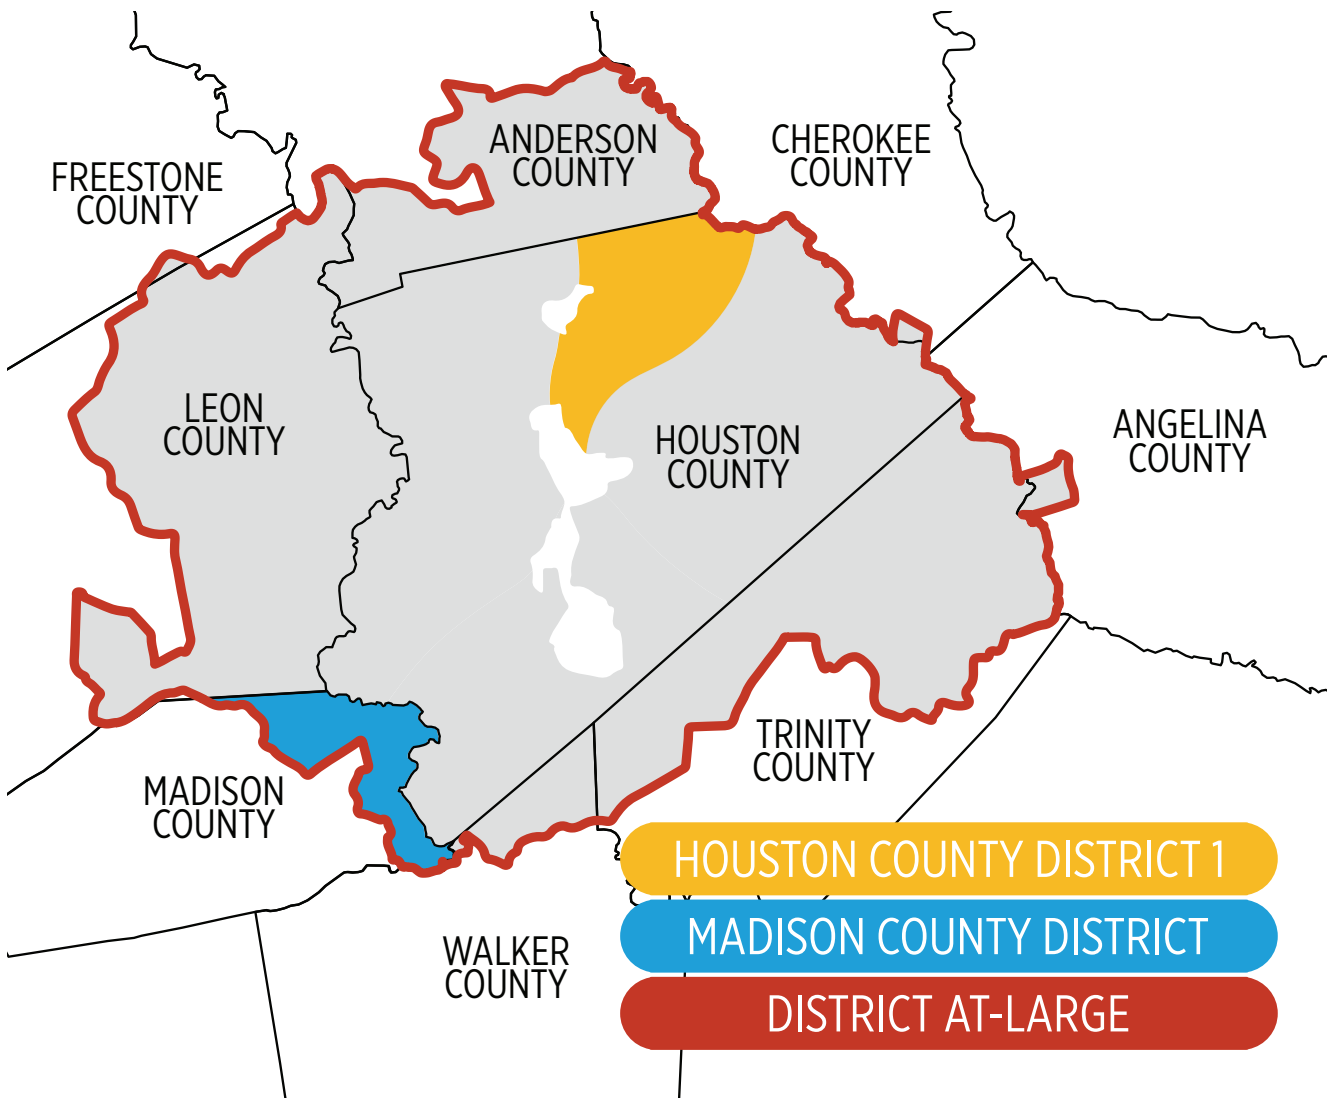 ANDERSON
COUNTY
CHEROKEE
COUNTY
FREESTONE
COUNTY
LEON
COUNTY
HOUSTON
COUNTY
ANGELINA
COUNTY
TRINITY
COUNTY
MADISON
COUNTY
WALKER
COUNTY
HOUSTON COUNTY DISTRICT 1
MADISON COUNTY DISTRICT
DISTRICT AT-LARGE